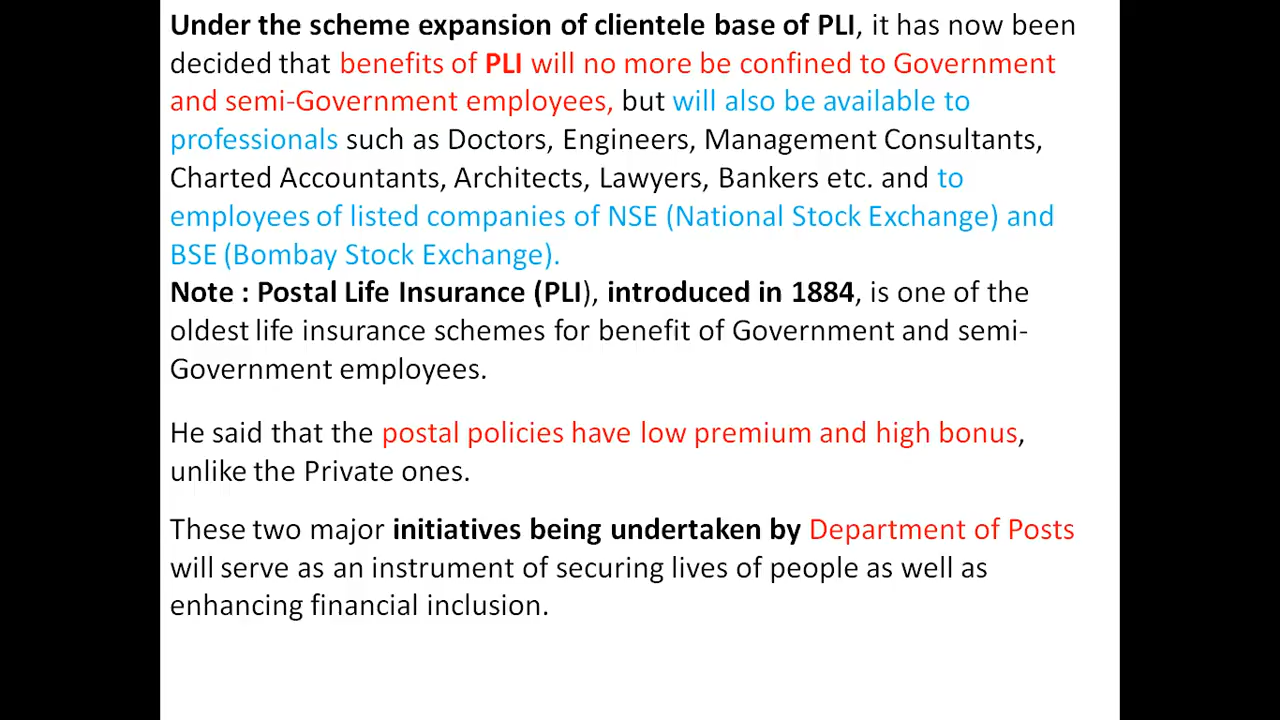 Under the scheme expansion of clientele base of PLI, it has now been
decided that benefits of PLI will no more be confined to Government
and semi-Government employees, but will also be available to
professionals such as Doctors, Engineers, Management Consultants,
Charted Accountants, Architects, Lawyers, Bankers etc. and to
employees of listed companies of NSE (National Stock Exchange) and
BSE (Bombay Stock Exchange).
Note : Postal Life Insurance (PLI), introduced in 1884, is one of the
oldest life insurance schemes for benefit of Government and semi-
Government employees.
He said that the postal policies have low premium and high bonus,
unlike the Private ones.
These two major initiatives being undertaken by Department of Posts
will serve as an instrument of securing lives of people as well as
enhancing financial inclusion.